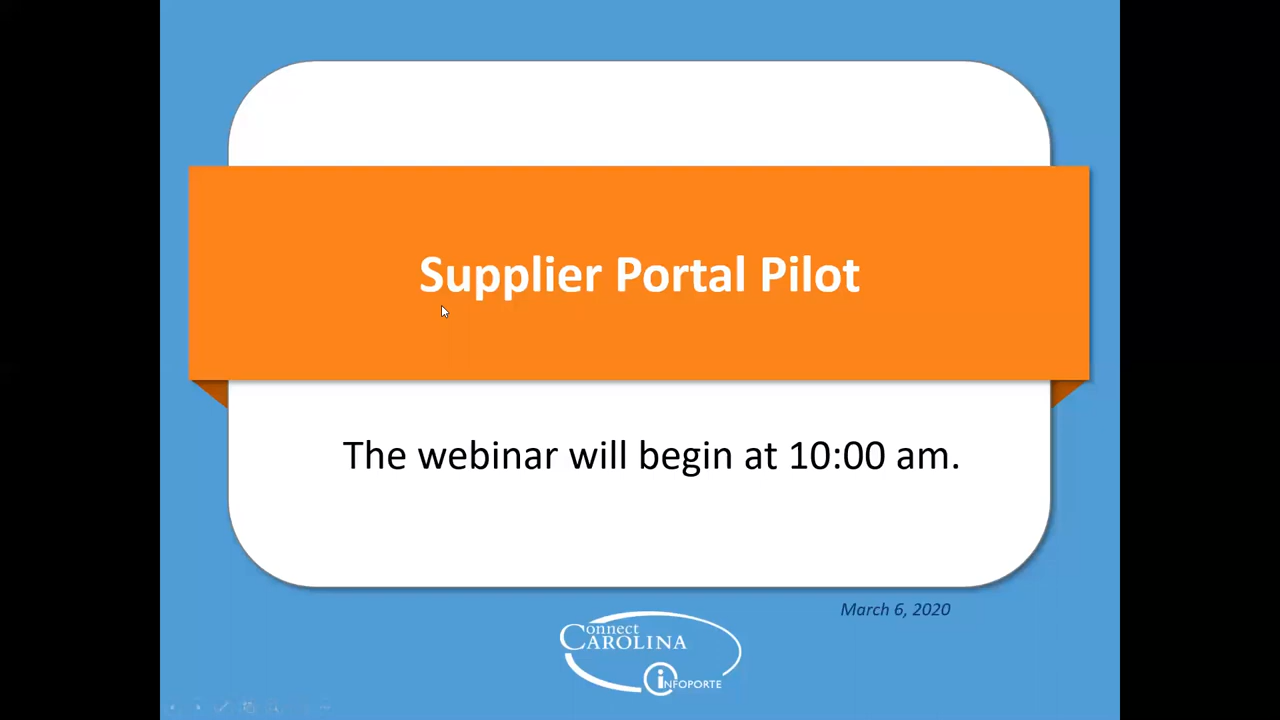 Supplier Portal Pilot
The webinar will begin at 10:00 am.
March 6, 2020
Connect
CAROLINA
iNFOPORTE